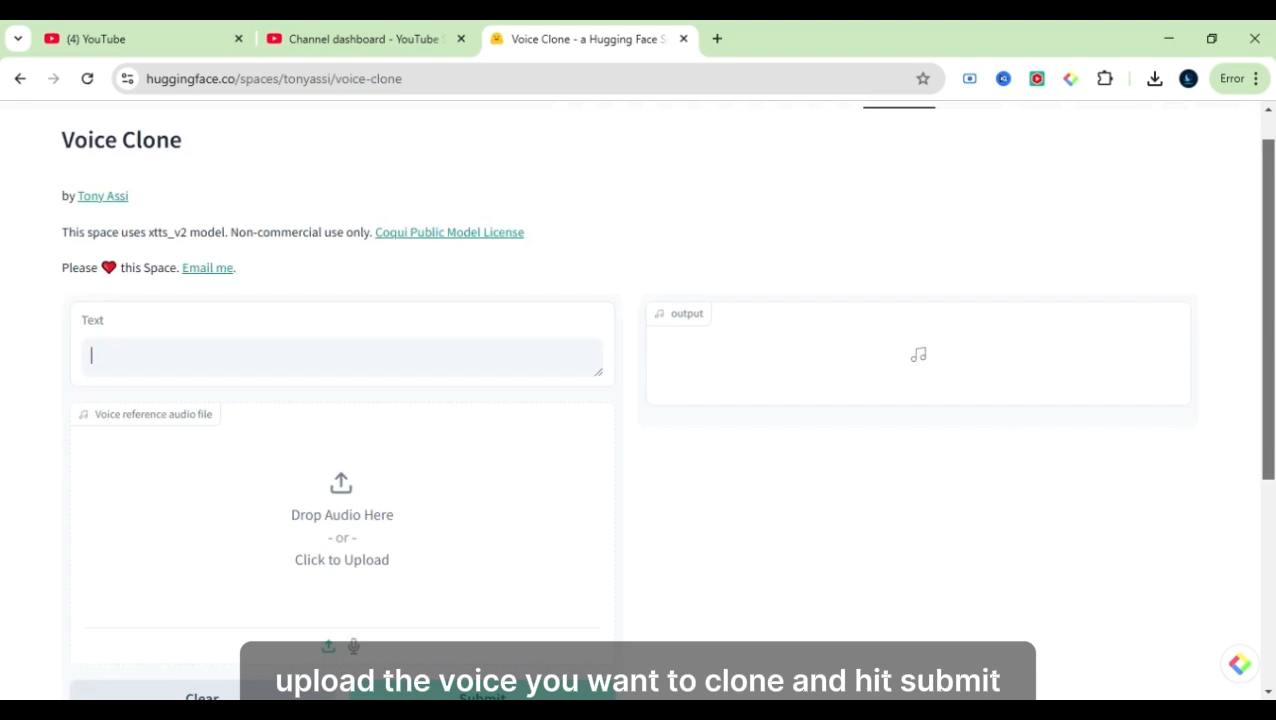 (4) YouTube
Channel dashboard - YouTube
Voice Clone - a Hugging Face S
huggingface.co/spaces/tonyassi/voice-clone
Error
Voice Clone
by Tony Assi
This space uses xtts_v2 model. Non-commercial use only. Coqui Public Model License
Please ❤️ this Space. Email me.
Text
output
Voice reference audio file
Drop Audio Here
- or -
Click to Upload
Clear
Submit
upload the voice you want to clone and hit submit